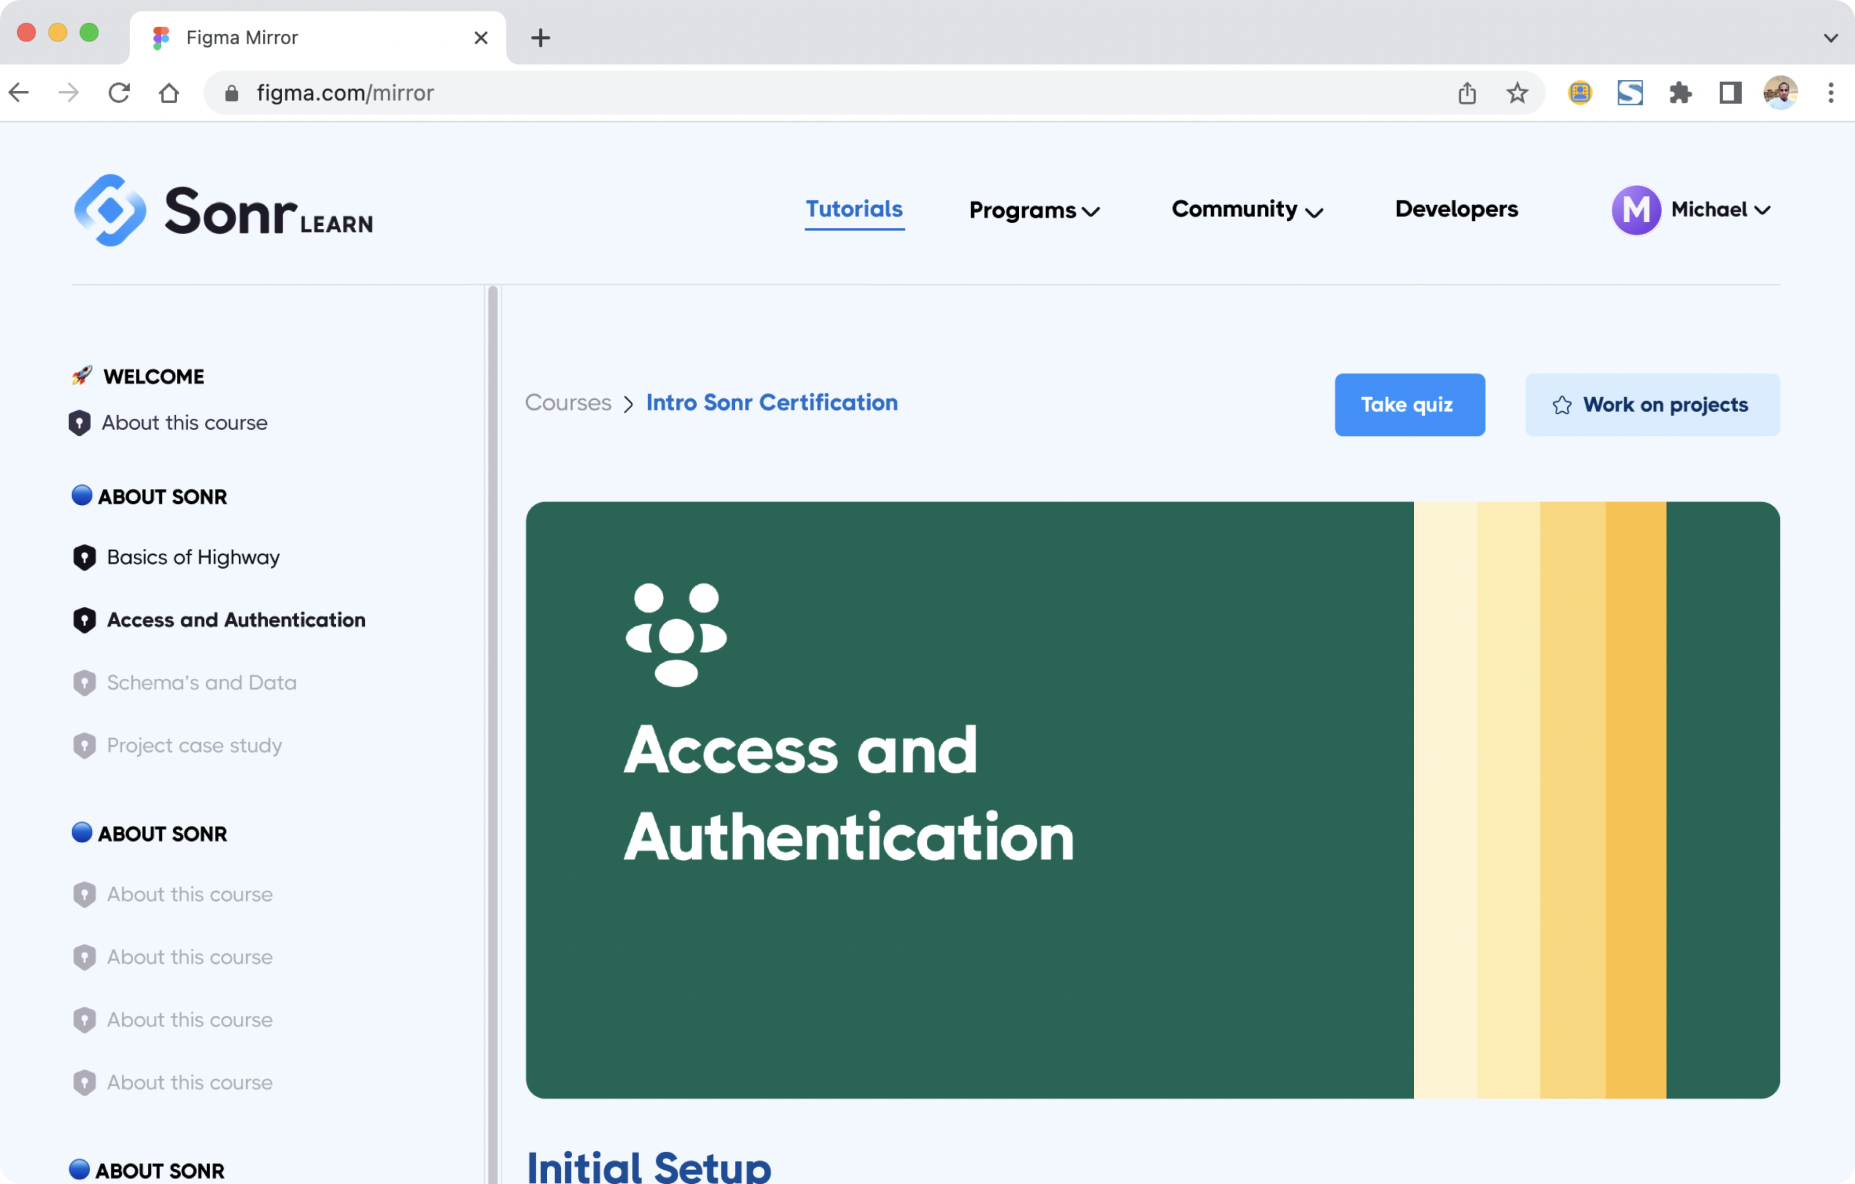 Figma Mirror
figma.com/mirror
Sonr LEARN
Tutorials
Programs
Community
Developers
M
Michael
🚀 WELCOME
About this course
🔵 ABOUT SONR
Basics of Highway
Access and Authentication
Schema's and Data
Project case study
🔵 ABOUT SONR
About this course
About this course
About this course
About this course
🔵 ABOUT SONR
Courses > Intro Sonr Certification
Take quiz
Work on projects
Access and
Authentication
Initial Setup